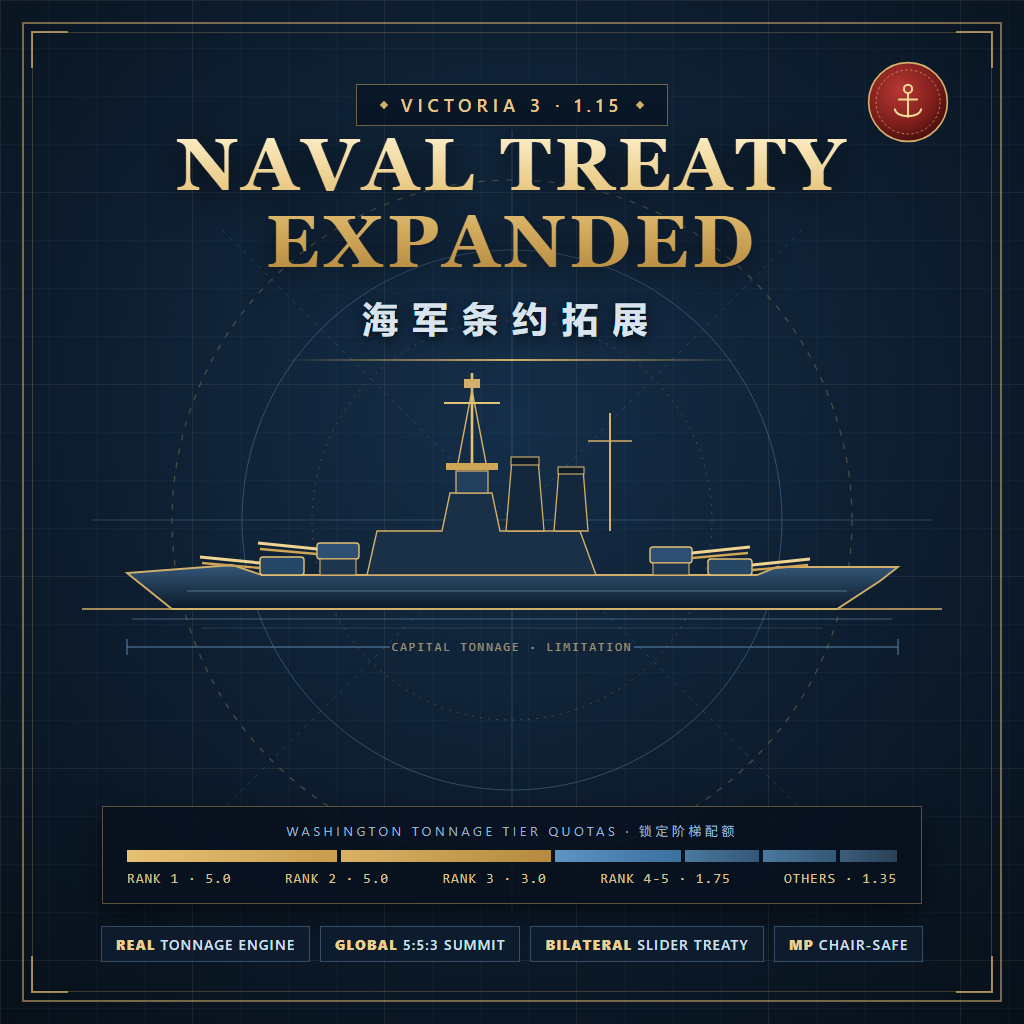 VICTORIA 3 · 1.15
NAVAL TREATY
EXPANDED
海军条约拓展
CAPITAL TONNAGE · LIMITATION
WASHINGTON TONNAGE TIER QUOTAS · 锁定阶梯配额
RANK 1 · 5.0 RANK 2 · 5.0 RANK 3 · 3.0 RANK 4-5 · 1.75 OTHERS · 1.35
REAL TONNAGE ENGINE GLOBAL 5:5:3 SUMMIT BILATERAL SLIDER TREATY MP CHAIR-SAFE